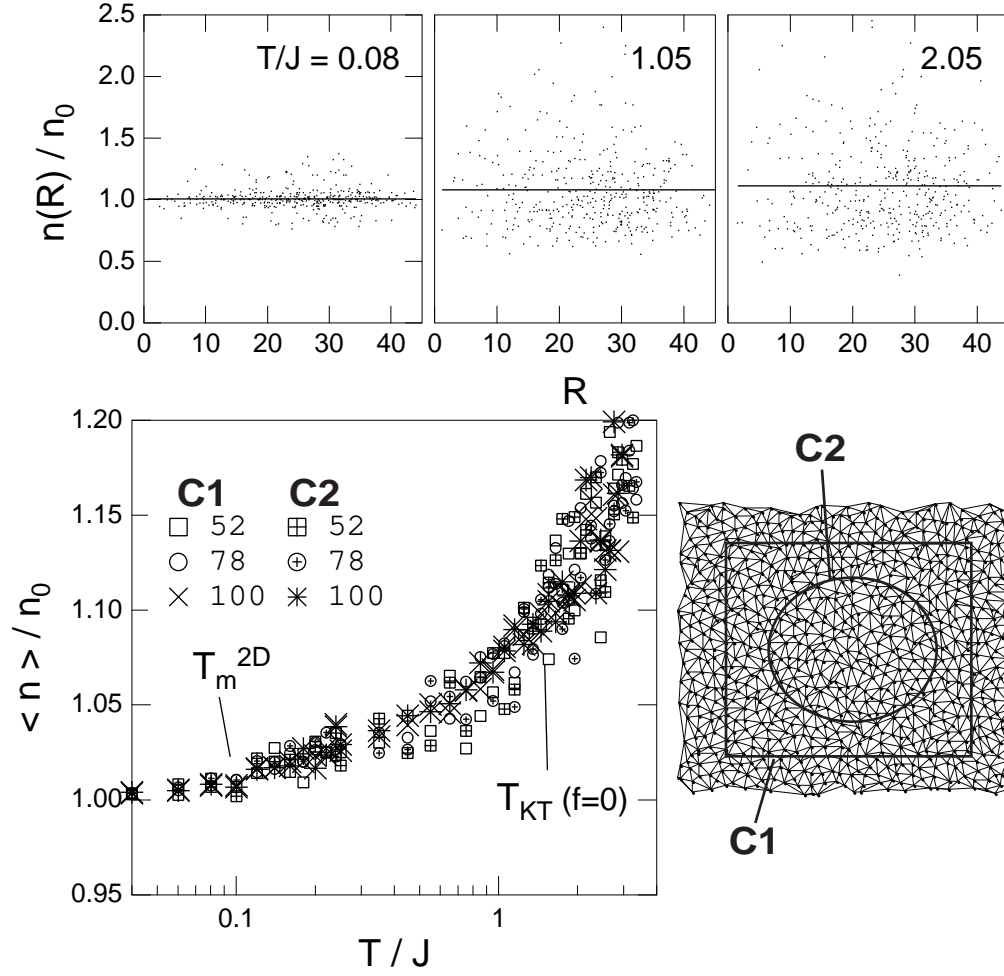 2.5
2.0
1.5
1.0
0.5
0.0
n(R) / n0
T/J = 0.08
1.05
2.05
0 10 20 30 40
0 10 20 30 40
0 10 20 30 40
R
1.20
1.15
1.10
1.05
1.00
0.95
< n > / n0
C1 C2
52 52
78 78
100 100
Tm 2D
TKT (f=0)
0.1 1
T / J
C2
C1